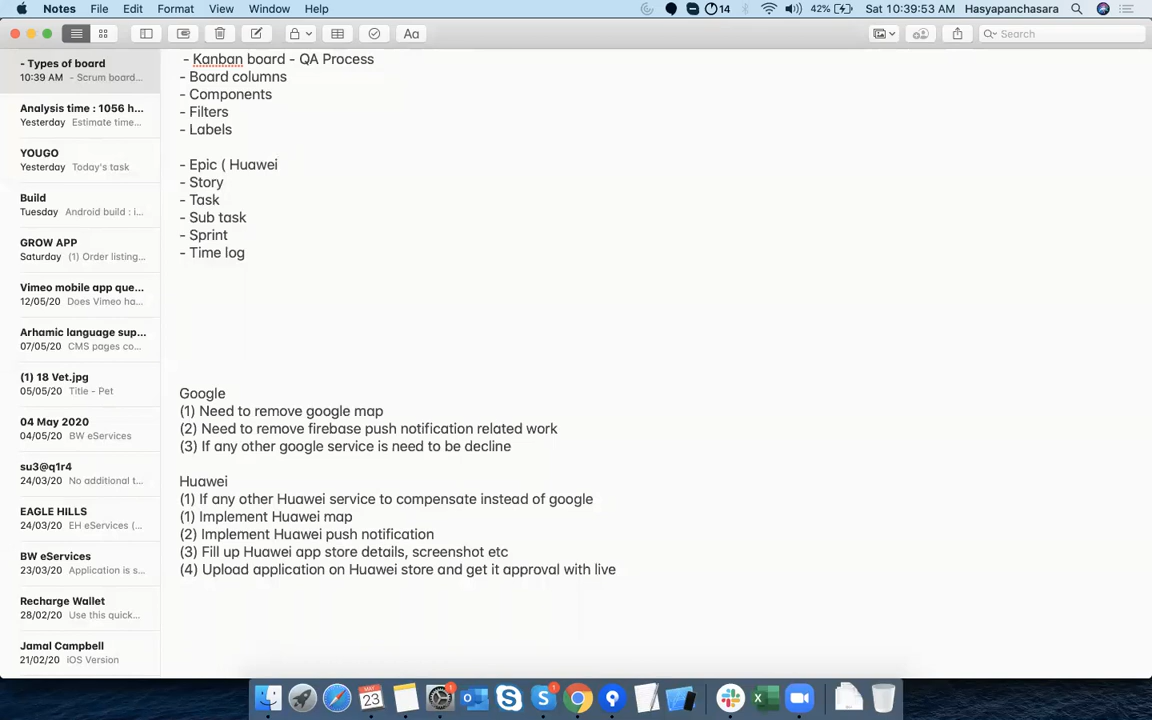 Notes File Edit Format View Window Help 14 42% Sat 10:39:53 AM Hasyapanchasara
Aa Search
- Types of board
10:39 AM - Scrum board...
Analysis time : 1056 h...
Yesterday Estimate time...
YOUGO
Yesterday Today's task
Build
Tuesday Android build : i...
GROW APP
Saturday (1) Order listing...
Vimeo mobile app que...
12/05/20 Does Vimeo ha...
Arhamic language sup...
07/05/20 CMS pages co...
(1) 18 Vet.jpg
05/05/20 Title - Pet
04 May 2020
04/05/20 BW eServices
su3@q1r4
24/03/20 No additional t...
EAGLE HILLS
24/03/20 EH eServices (...
BW eServices
23/03/20 Application is s...
Recharge Wallet
28/02/20 Use this quick...
Jamal Campbell
21/02/20 iOS Version
- Kanban board - QA Process
- Board columns
- Components
- Filters
- Labels
- Epic ( Huawei
- Story
- Task
- Sub task
- Sprint
- Time log
Google
(1) Need to remove google map
(2) Need to remove firebase push notification related work
(3) If any other google service is need to be decline
Huawei
(1) If any other Huawei service to compensate instead of google
(1) Implement Huawei map
(2) Implement Huawei push notification
(3) Fill up Huawei app store details, screenshot etc
(4) Upload application on Huawei store and get it approval with live
MAY
23
1
1